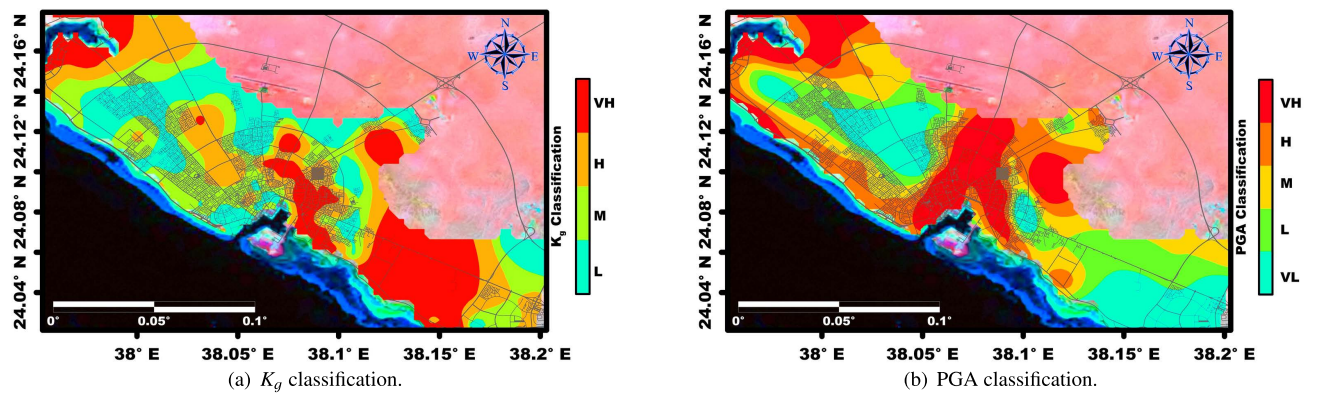 24.16° N
24.12° N
24.08° N
24.04° N
N
W E
S
Kg Classification
VH
H
M
L
0° 0.05° 0.1°
38° E 38.05° E 38.1° E 38.15° E 38.2° E
(a) Kg classification.
24.16° N
24.12° N
24.08° N
24.04° N
N
W E
S
PGA Classification
VH
H
M
L
VL
0° 0.05° 0.1°
38° E 38.05° E 38.1° E 38.15° E 38.2° E
(b) PGA classification.